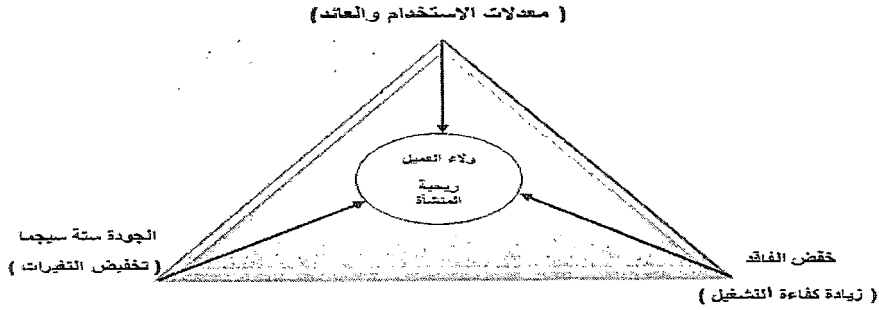 ( معدلات الاستخدام والعائد )
ولاء العميل
ربحية
المنشأة
الجودة ستة سيجما
( تخفيض التغيرات )
خفض الفاقد
( زيادة كفاءة التشغيل )